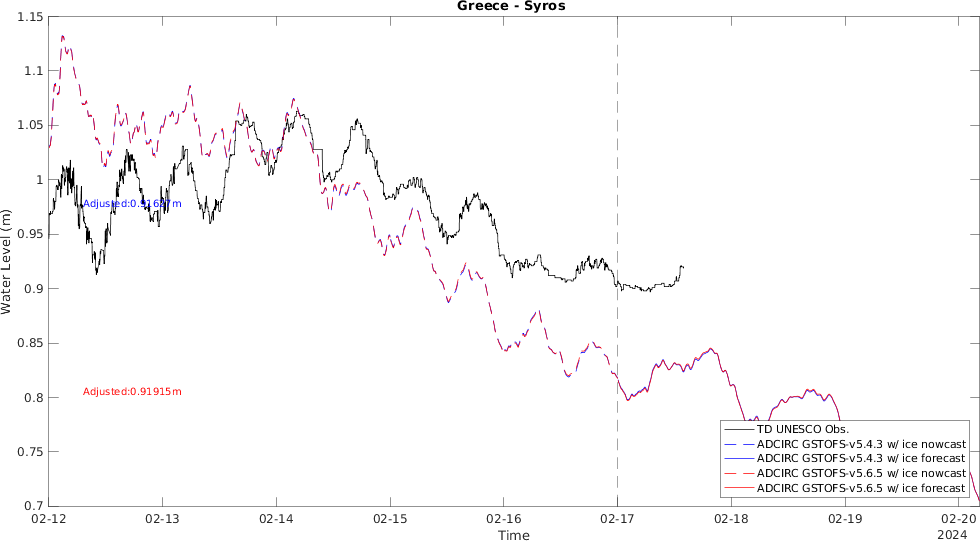 Greece - Syros
1.15
1.1
1.05
1
0.95
0.9
0.85
0.8
0.75
0.7
Water Level (m)
Adjusted:0.91627m
Adjusted:0.91915m
TD UNESCO Obs.
ADCIRC GSTOFS-v5.4.3 w/ ice nowcast
ADCIRC GSTOFS-v5.4.3 w/ ice forecast
ADCIRC GSTOFS-v5.6.5 w/ ice nowcast
ADCIRC GSTOFS-v5.6.5 w/ ice forecast
02-12 02-13 02-14 02-15 02-16 02-17 02-18 02-19 02-20
Time
2024